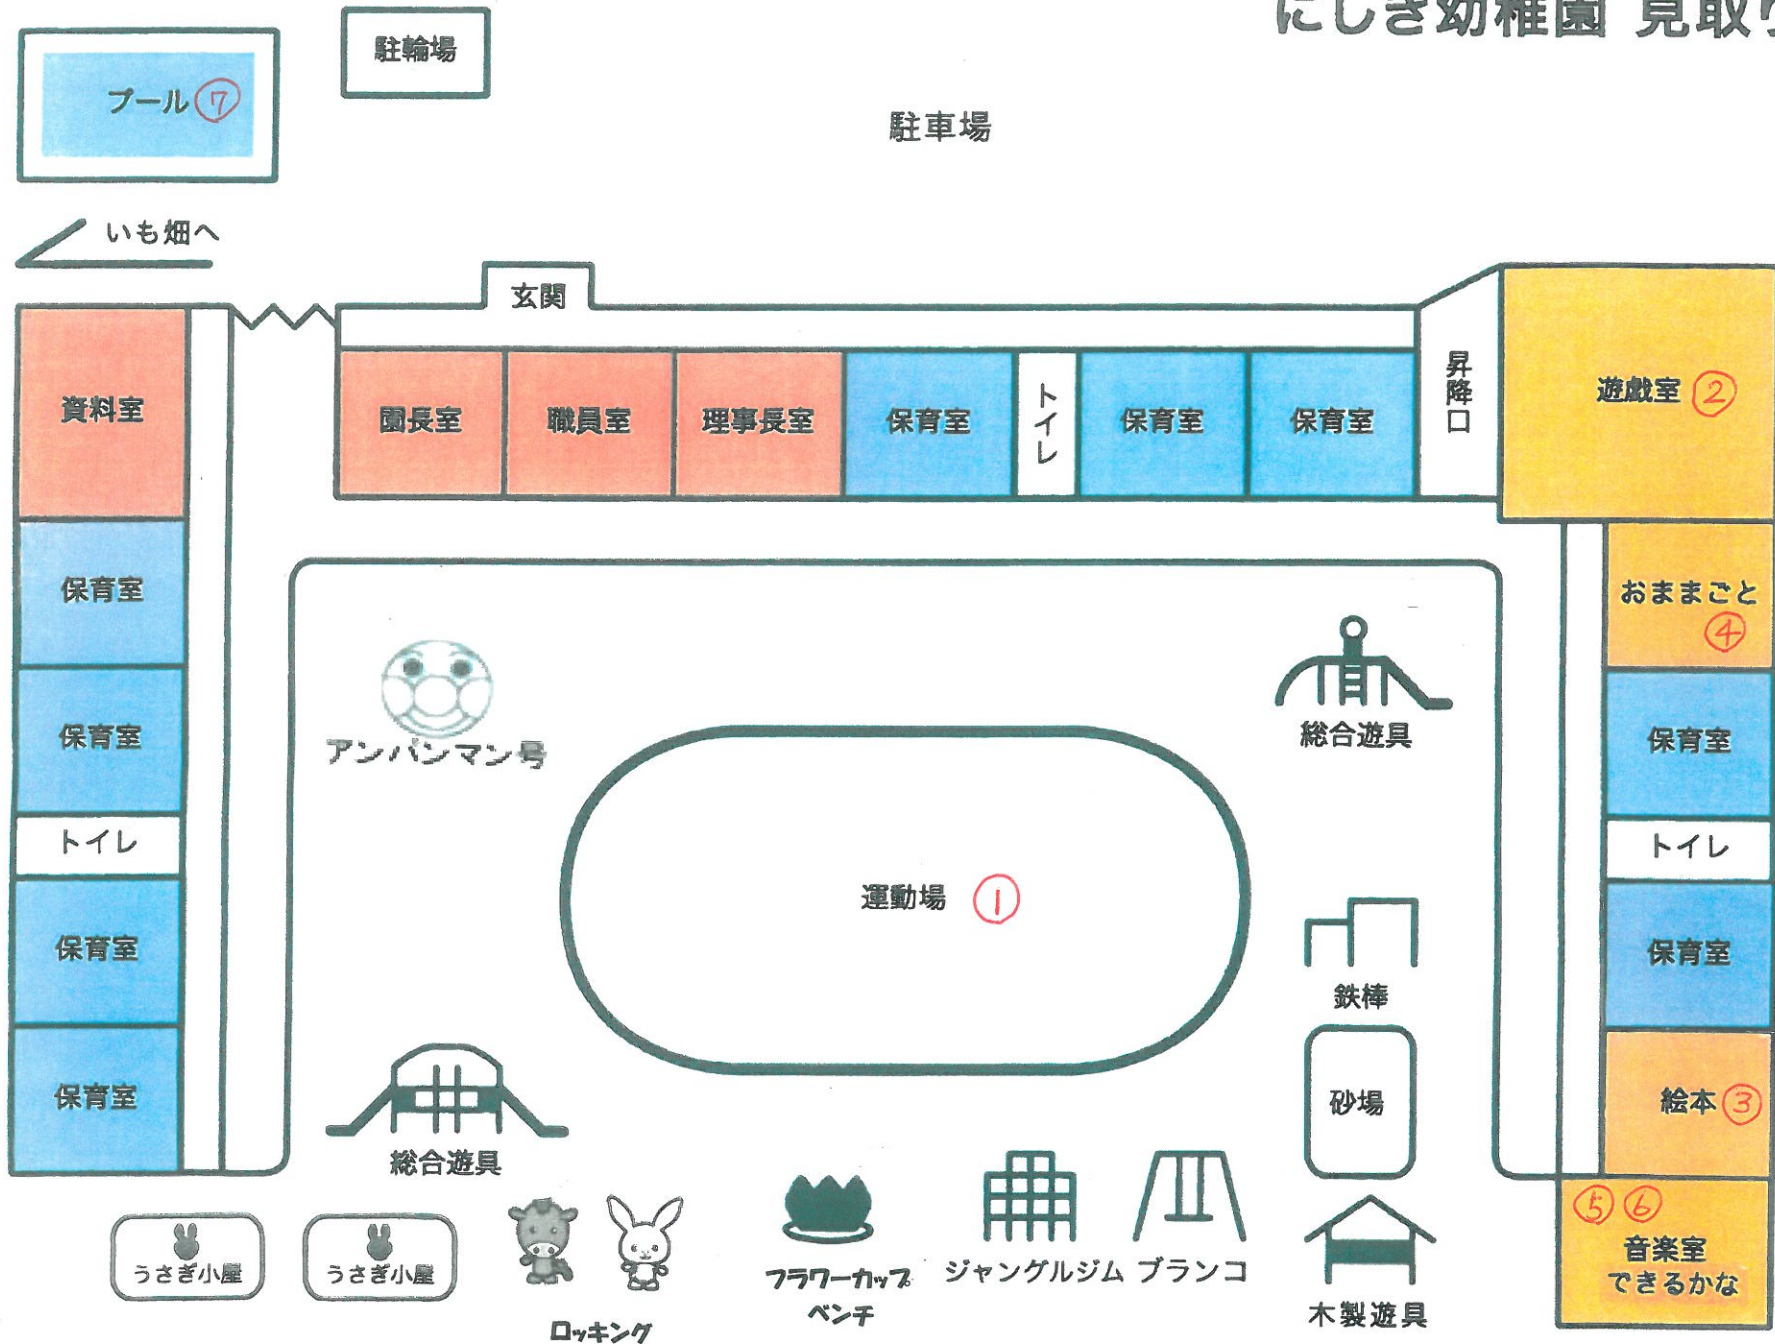 にしき幼稚園 見取り
駐輪場
プール⑦
駐車場
いも畑へ
玄関
資料室
園長室
職員室
理事長室
保育室
トイレ
保育室
保育室
昇降口
遊戯室②
保育室
おままごと
④
アンパンマン号
総合遊具
保育室
保育室
トイレ
トイレ
運動場 ①
保育室
保育室
鉄棒
保育室
砂場
絵本③
総合遊具
⑤⑥
音楽室
できるかな
うさぎ小屋
うさぎ小屋
ロッキング
フラワーカップ
ベンチ
ジャングルジム
ブランコ
木製遊具